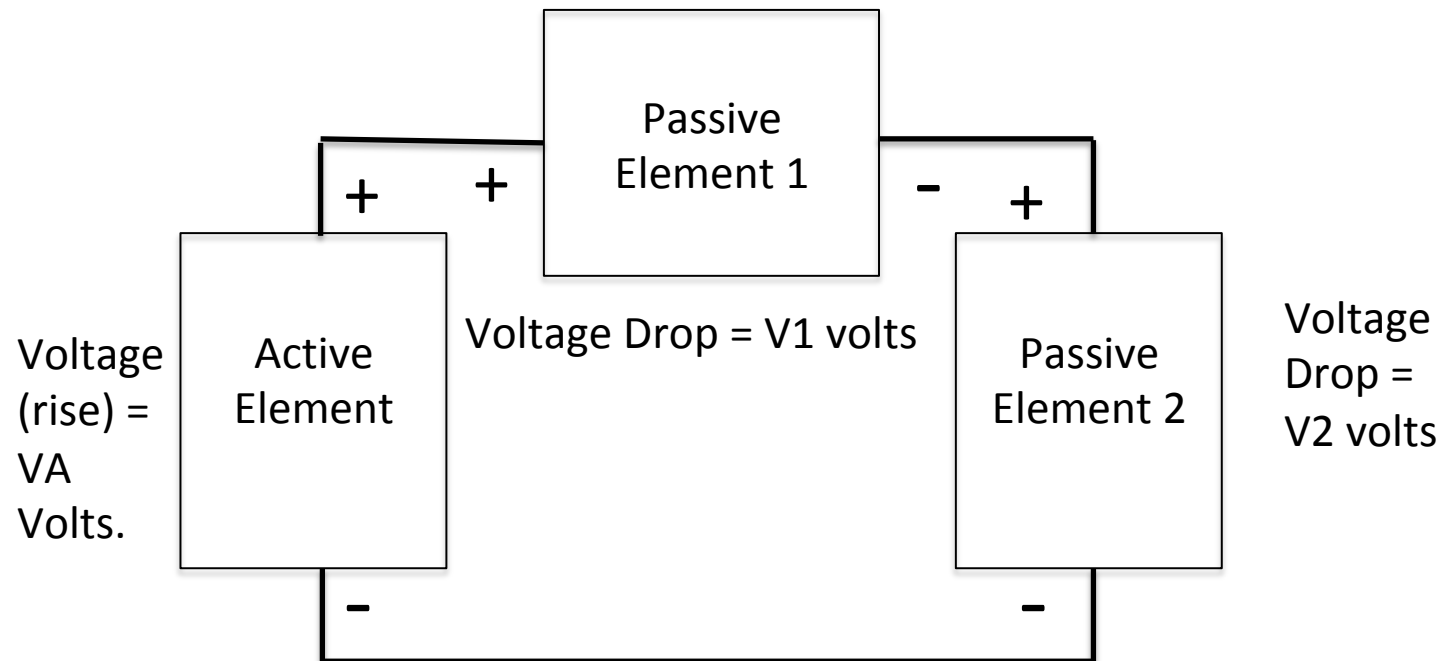 Passive
Element 1
+
+
-
+
Voltage
(rise) =
VA
Volts.
Active
Element
Voltage Drop = V1 volts
Passive
Element 2
Voltage
Drop =
V2 volts
-
-